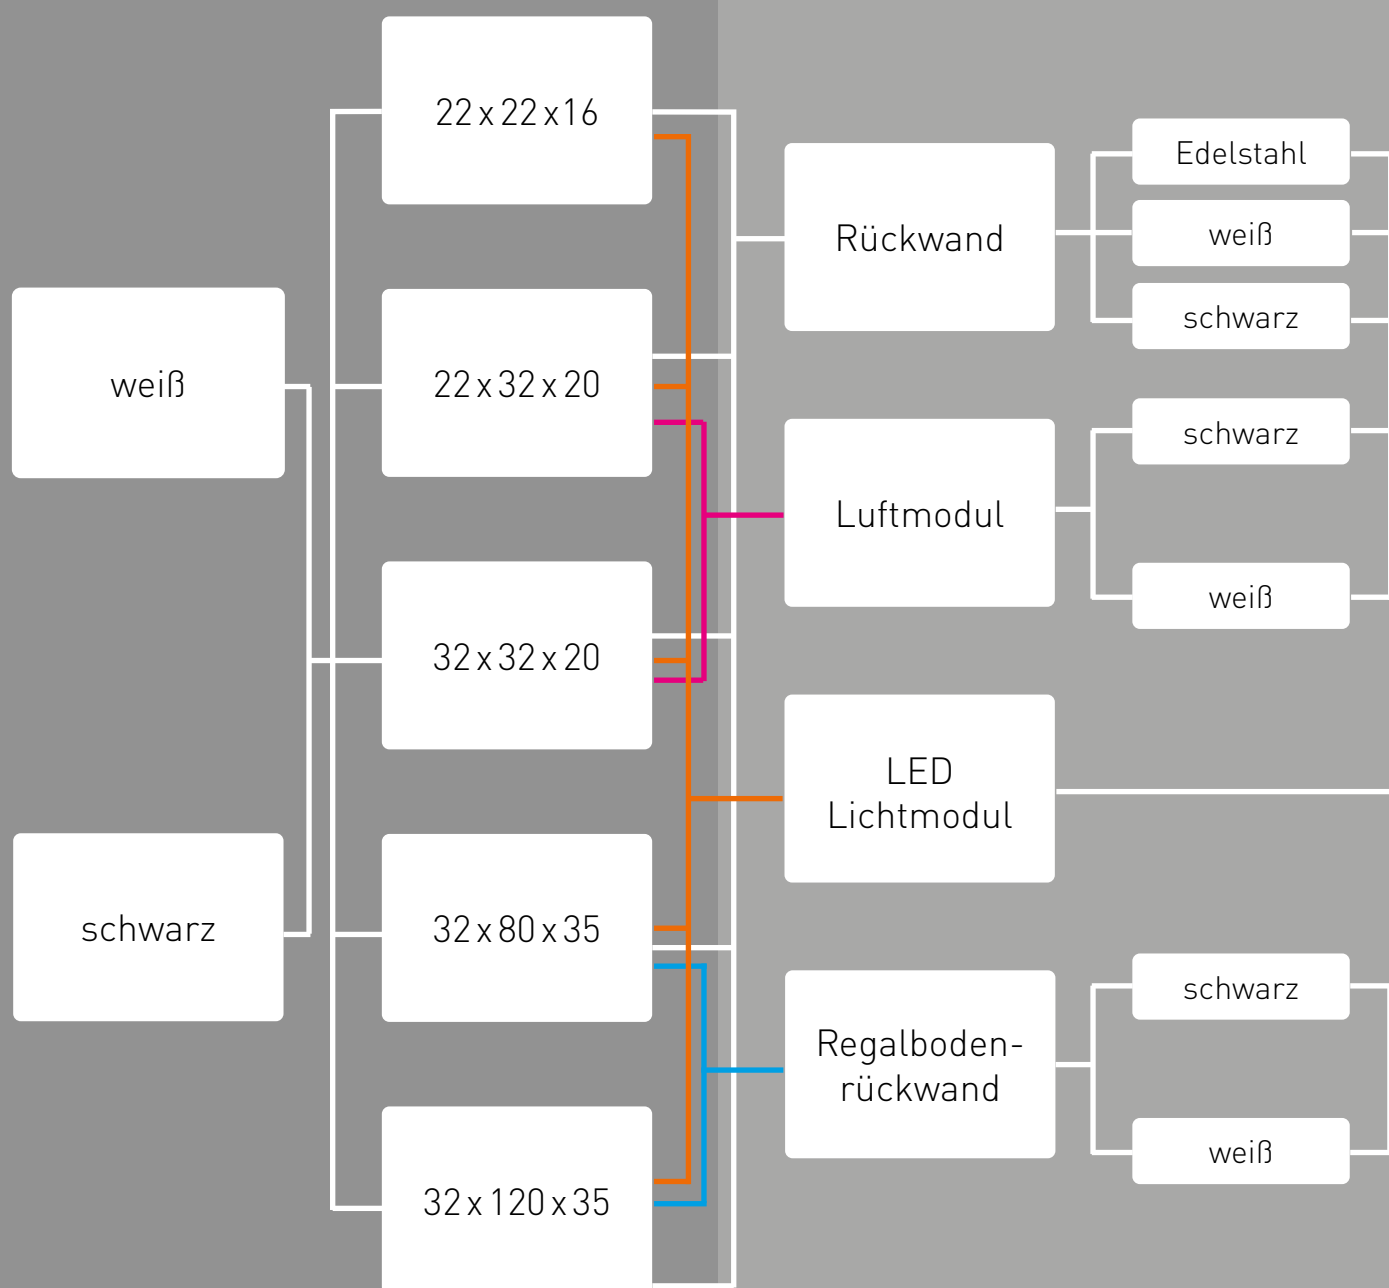 weiß
schwarz
22 x 22 x 16
22 x 32 x 20
32 x 32 x 20
32 x 80 x 35
32 x 120 x 35
Rückwand
Luftmodul
LED
Lichtmodul
Regalboden-
rückwand
Edelstahl
weiß
schwarz
schwarz
weiß
schwarz
weiß